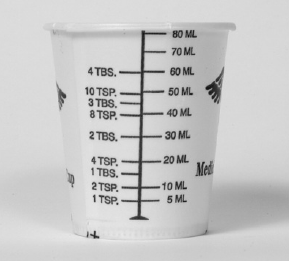 80 ML
70 ML
4 TBS. 60 ML
10 TSP. 50 ML
3 TBS.
8 TSP. 40 ML
2 TBS. 30 ML
4 TSP. 20 ML
1 TBS.
2 TSP. 10 ML
1 TSP. 5 ML